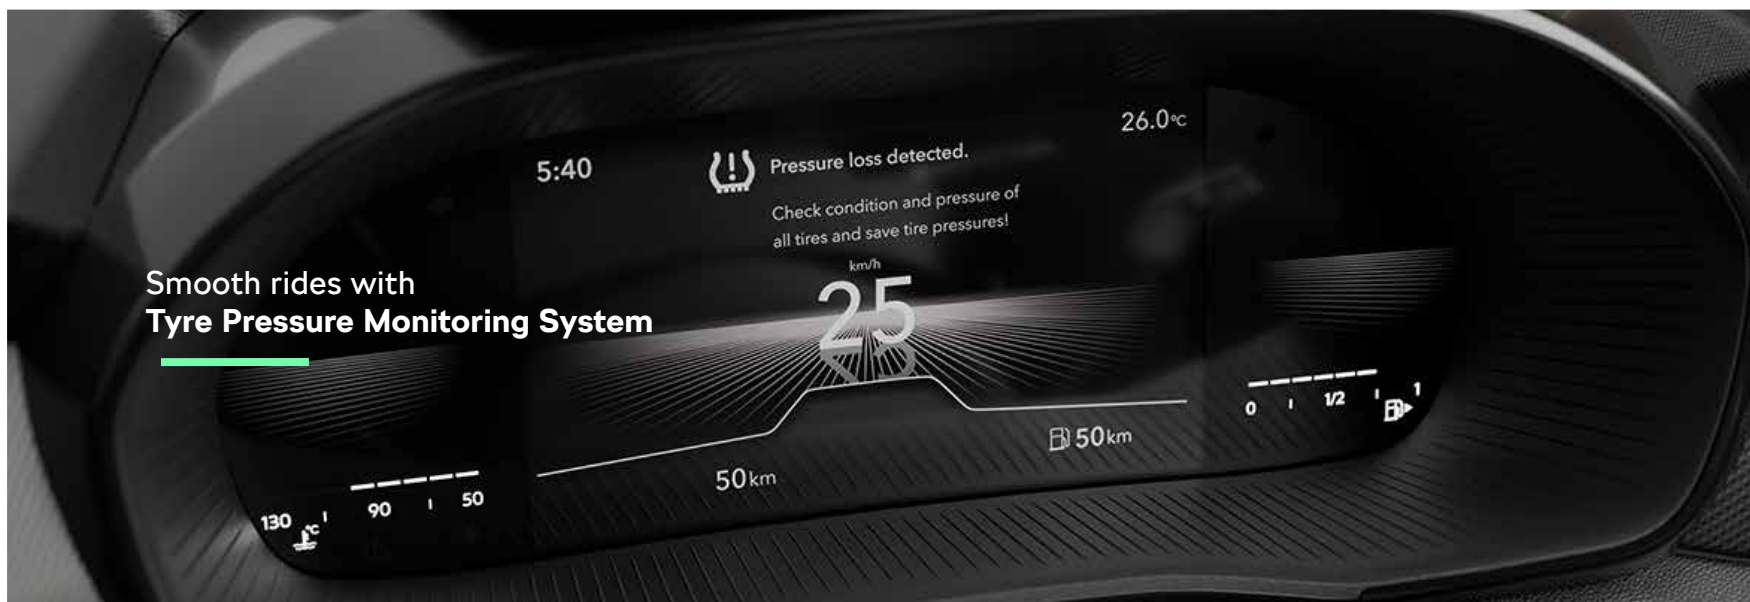 26.0°C
5:40
Pressure loss detected.
Check condition and pressure of
all tires and save tire pressures!
km/h
25
Smooth rides with
Tyre Pressure Monitoring System
0 1/2 1
50km
50km
130 90 50
°C